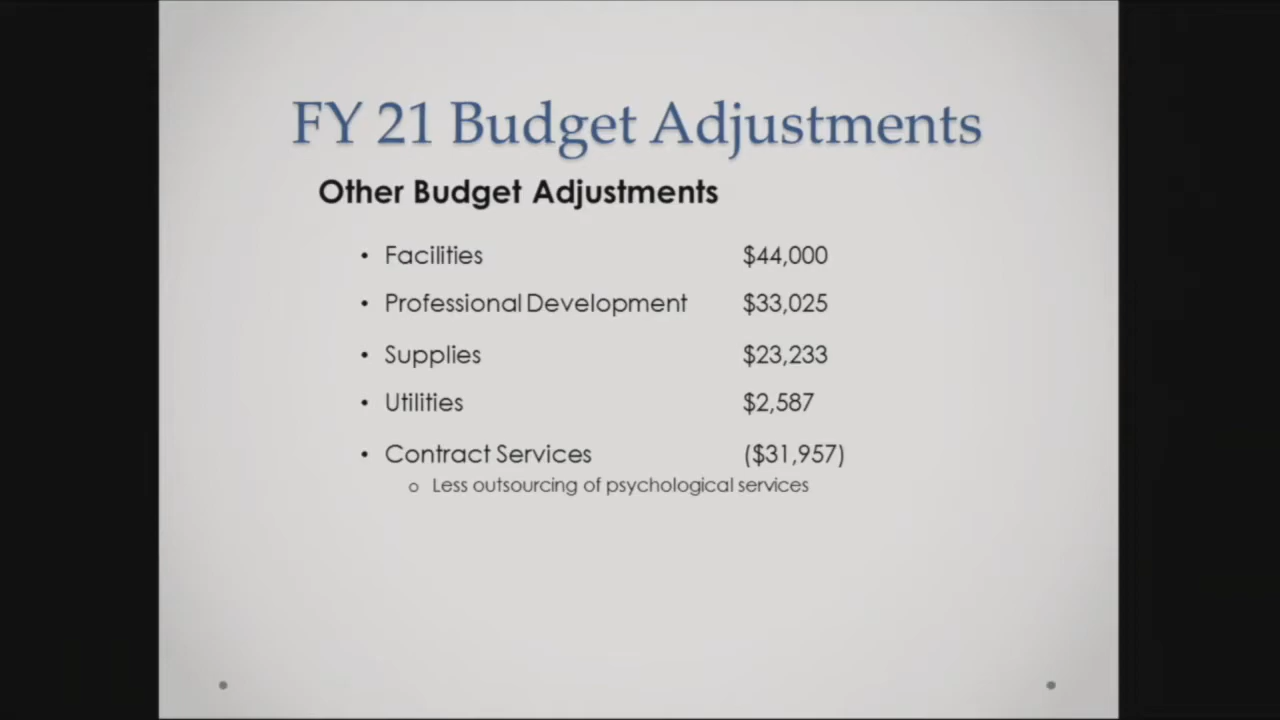 FY 21 Budget Adjustments
Other Budget Adjustments
• Facilities $44,000
• Professional Development $33,025
• Supplies $23,233
• Utilities $2,587
• Contract Services ($31,957)
o Less outsourcing of psychological services